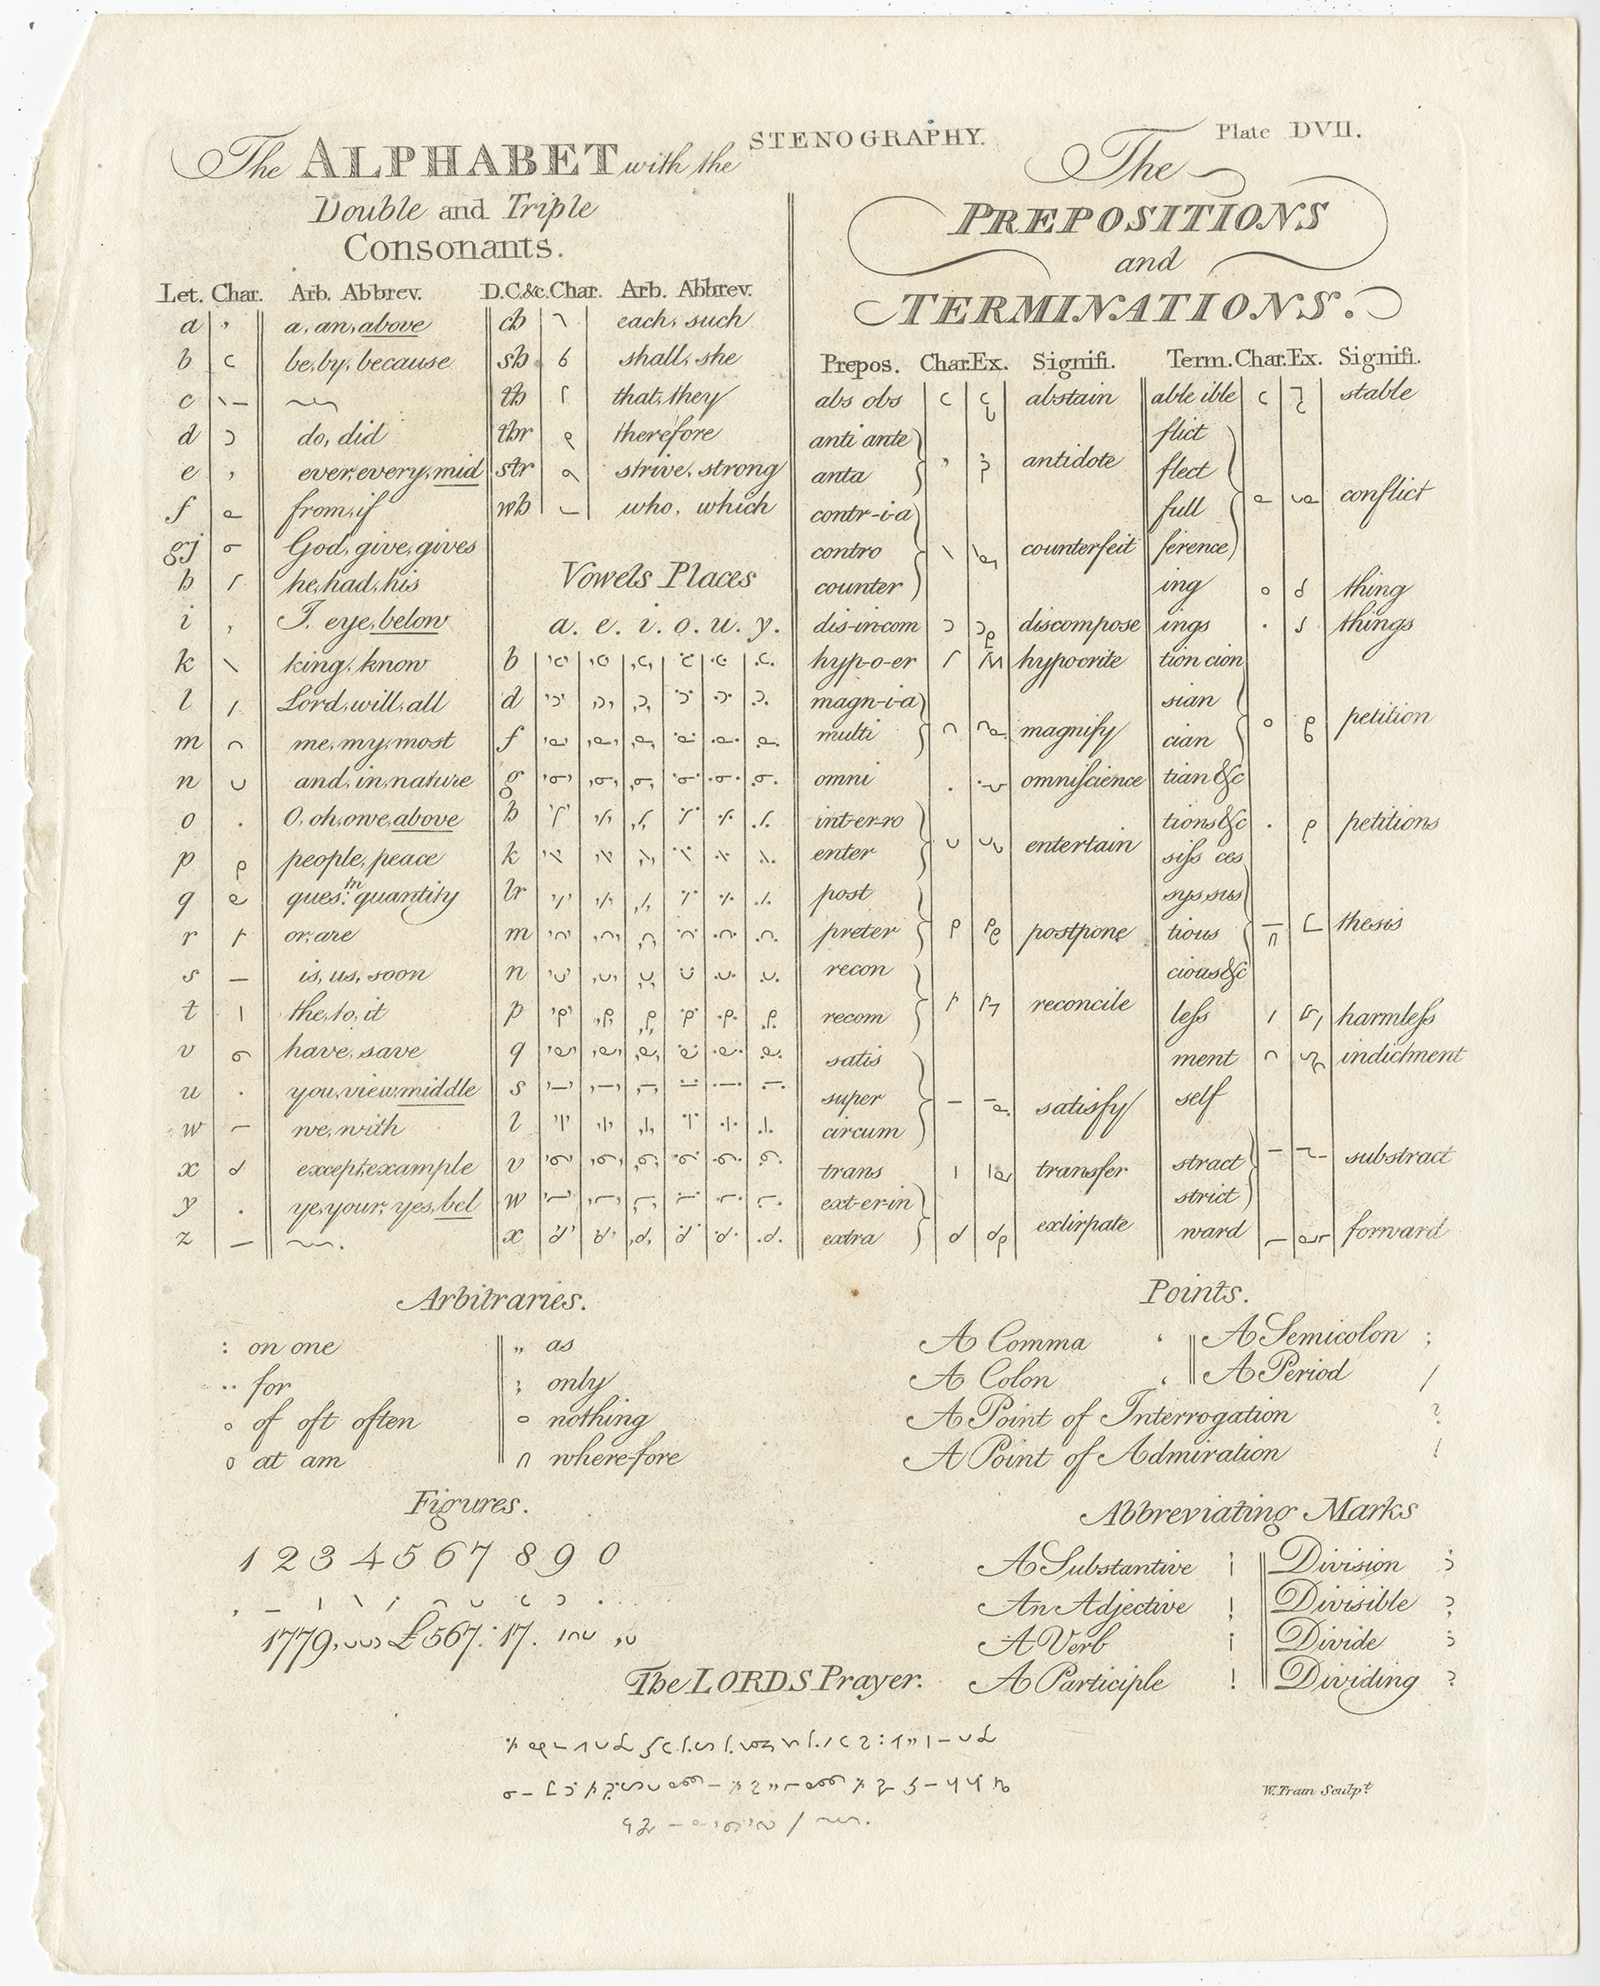 STENOGRAPHY.
Plate DVII.
The ALPHABET with the
Double and Triple
Consonants.
Let. Char. Arb. Abbrev. D.C.&c. Char. Arb. Abbrev.
a a, an, above ch each, such
b be, by, because sh shall, she
c th that, they
d do, did thr therefore
e ever, every, mid str strive, strong
f from, if wh who, which
gj God, give, gives
h he, had, his
i I, eye, below
k king, know
l Lord, will, all
m me, my, most
n and, in, nature
o O, oh, owe, above
p people, peace
q quantity
r or, are
s is, us, soon
t the, to, it
v have, save
u you, view, middle
w we, with
x except, example
y ye, your, yes, bel
z
Vowels Places
a. e. i. o. u. y.
b
d
f
g
h
k
lr
m
n
p
q
s
t
v
w
x
The
PREPOSITIONS
and
TERMINATIONS.
Prepos. Char. Ex. Signifi.
abs obs abstain
anti ante
anta antidote
contr-i-a
contro counterfeit
counter
dis-in-com discompose
hyp-o-er hypocrite
magn-i-a
multi magnify
omni omniscience
int-er-ro
enter entertain
post
preter postpone
recon
recom reconcile
satis
super satisfy
circum
trans transfer
ext-er-in
extra extirpate
Term. Char. Ex. Signifi.
able ible stable
flict
flect
full conflict
ference
ing thing
ings things
tion cion
sian
cian petition
tian &c
tions &c petitions
siss ces
sys, sus
tious thesis
cious &c
less harmless
ment indictment
self
stract substract
strict
ward forward
Arbitraries.
: on one „ as
·· for ; only
o of oft often o nothing
o at am ∩ where-fore
Points.
A Comma ‘ A Semicolon ;
A Colon ‘ A Period /
A Point of Interrogation ?
A Point of Admiration !
Figures.
1 2 3 4 5 6 7 8 9 0
1779, £567. 17.
Abbreviating Marks
A Substantive Division
An Adjective Divisible
A Verb Divide
A Participle Dividing
The LORDS Prayer.
W. Train Sculpt.